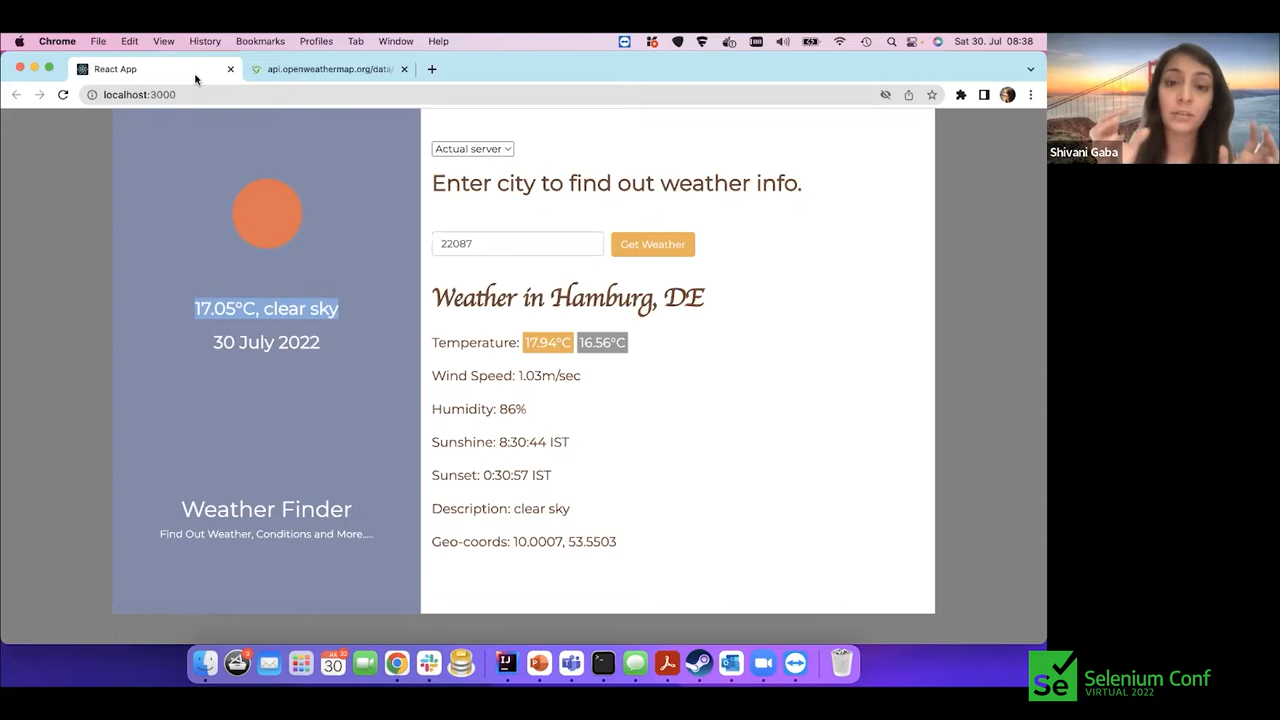 Chrome File Edit View History Bookmarks Profiles Tab Window Help Sat 30. Jul 08:38
React App
api.openweathermap.org/data/
localhost:3000
Actual server
Enter city to find out weather info.
22087
Get Weather
17.05°C, clear sky
30 July 2022
Weather in Hamburg, DE
Temperature: 17.94°C 16.56°C
Wind Speed: 1.03m/sec
Humidity: 86%
Sunshine: 8:30:44 IST
Sunset: 0:30:57 IST
Description: clear sky
Geo-coords: 10.0007, 53.5503
Weather Finder
Find Out Weather, Conditions and More.....
Shivani Gaba
30
Se
Selenium Conf
VIRTUAL 2022